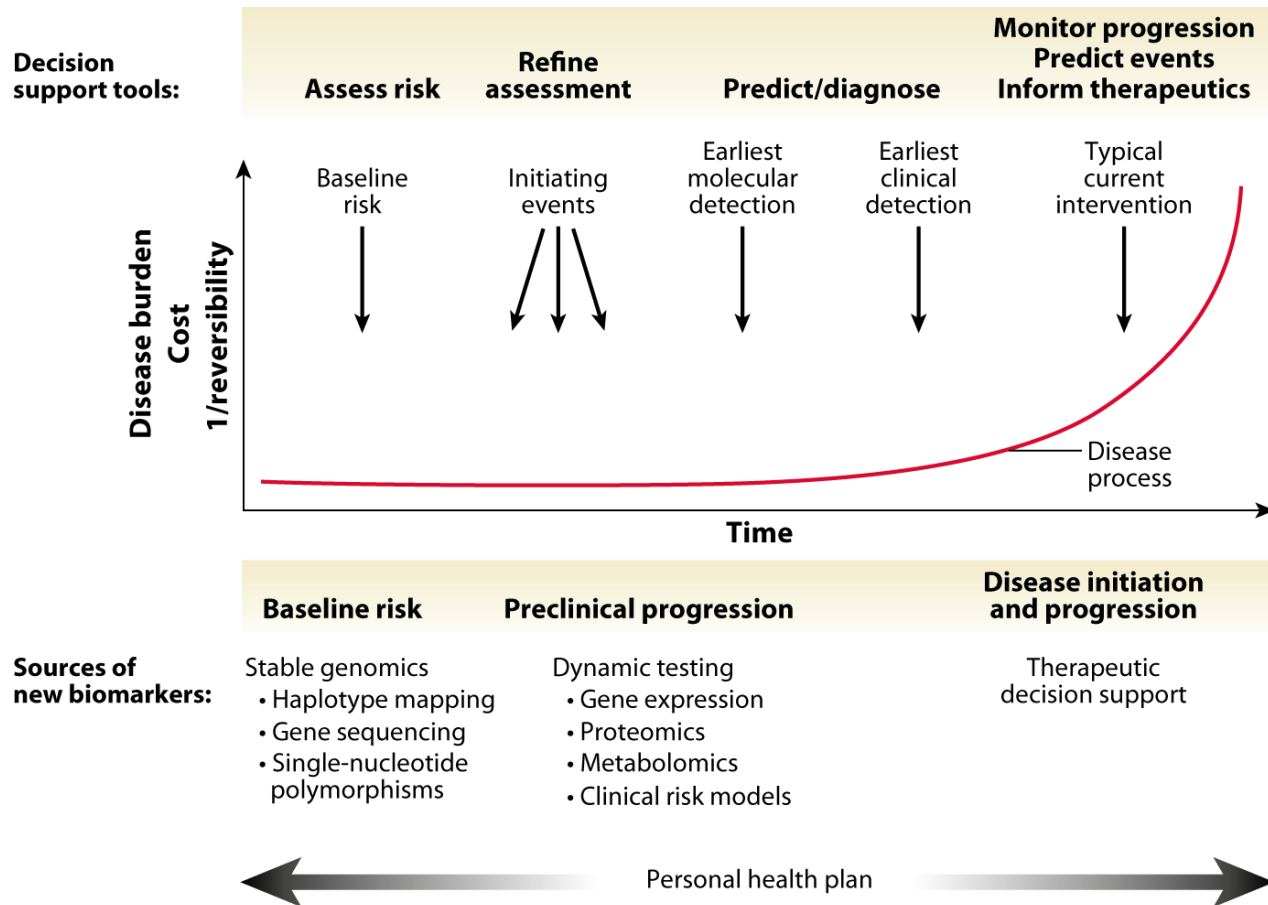 Decision
support tools:
Assess risk
Refine
assessment
Predict/diagnose
Monitor progression
Predict events
Inform therapeutics
Baseline
risk
Initiating
events
Earliest
molecular
detection
Earliest
clinical
detection
Typical
current
intervention
Disease burden
Cost
1/reversibility
Disease
process
Time
Baseline risk
Preclinical progression
Disease initiation
and progression
Sources of
new biomarkers:
Stable genomics
• Haplotype mapping
• Gene sequencing
• Single-nucleotide
polymorphisms
Dynamic testing
• Gene expression
• Proteomics
• Metabolomics
• Clinical risk models
Therapeutic
decision support
Personal health plan